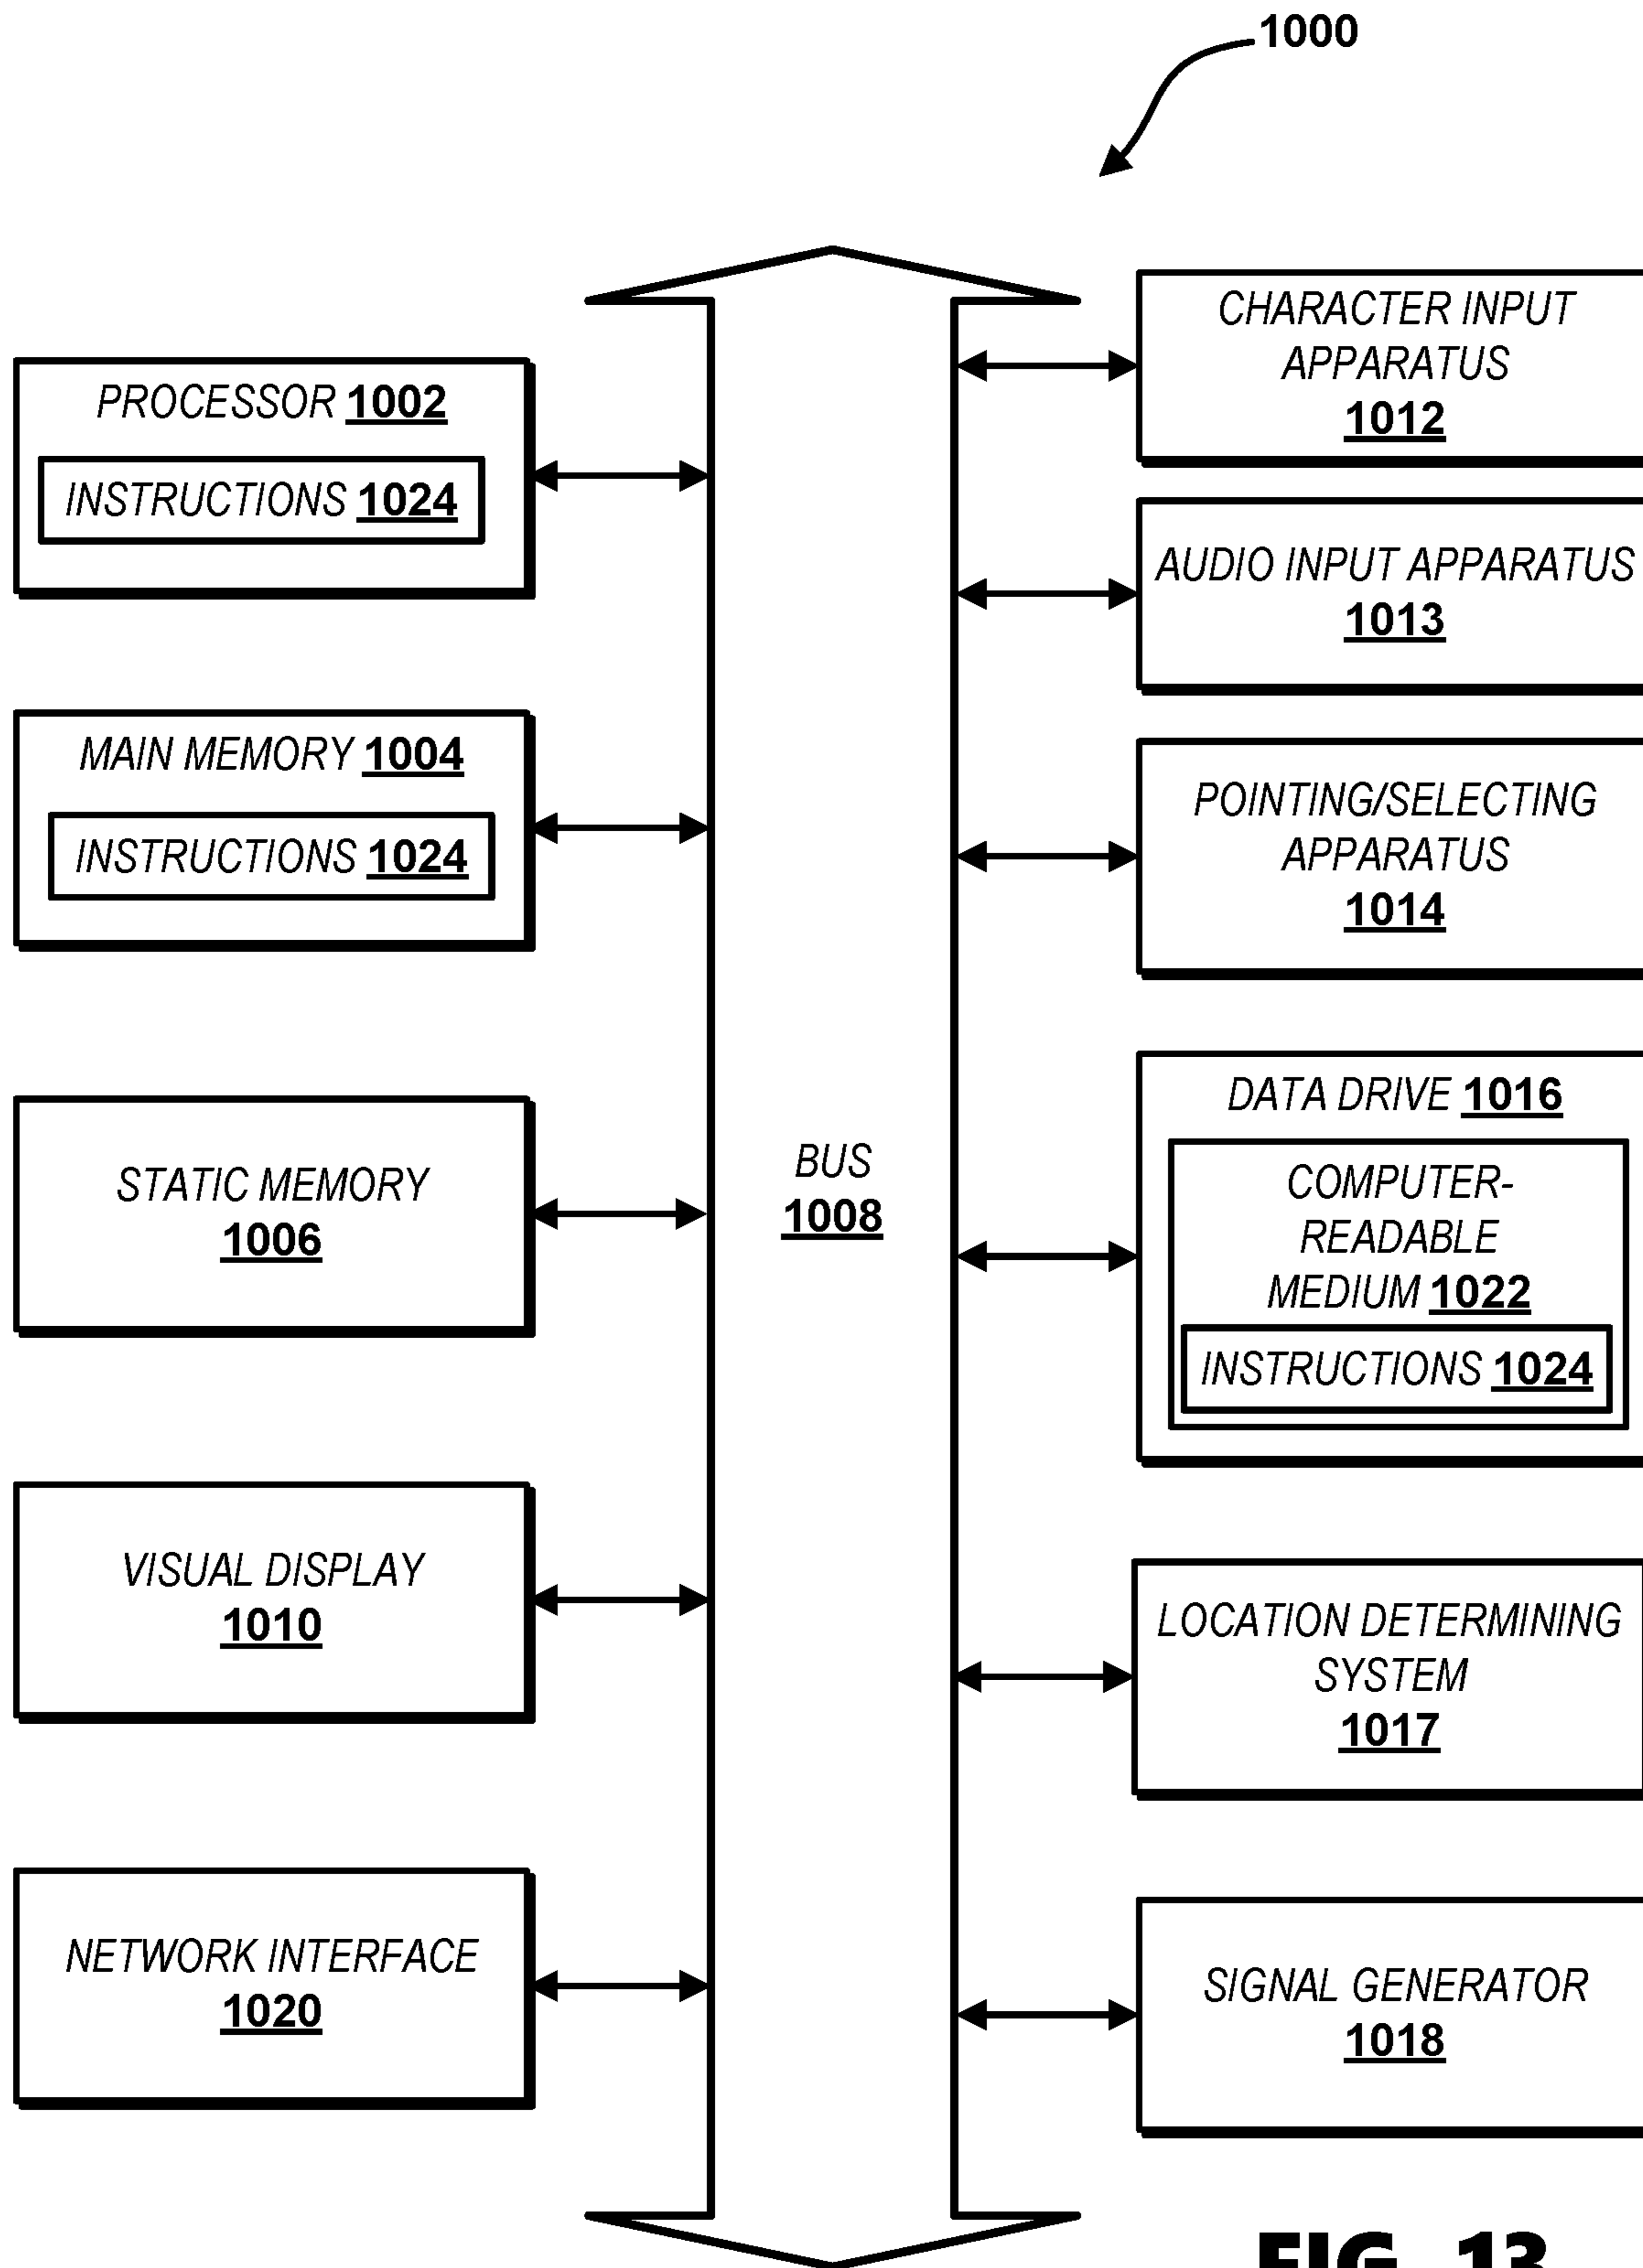 1000
PROCESSOR 1002
INSTRUCTIONS 1024
MAIN MEMORY 1004
INSTRUCTIONS 1024
STATIC MEMORY
1006
VISUAL DISPLAY
1010
NETWORK INTERFACE
1020
BUS
1008
CHARACTER INPUT
APPARATUS
1012
AUDIO INPUT APPARATUS
1013
POINTING/SELECTING
APPARATUS
1014
DATA DRIVE 1016
COMPUTER-
READABLE
MEDIUM 1022
INSTRUCTIONS 1024
LOCATION DETERMINING
SYSTEM
1017
SIGNAL GENERATOR
1018
FIG. 13